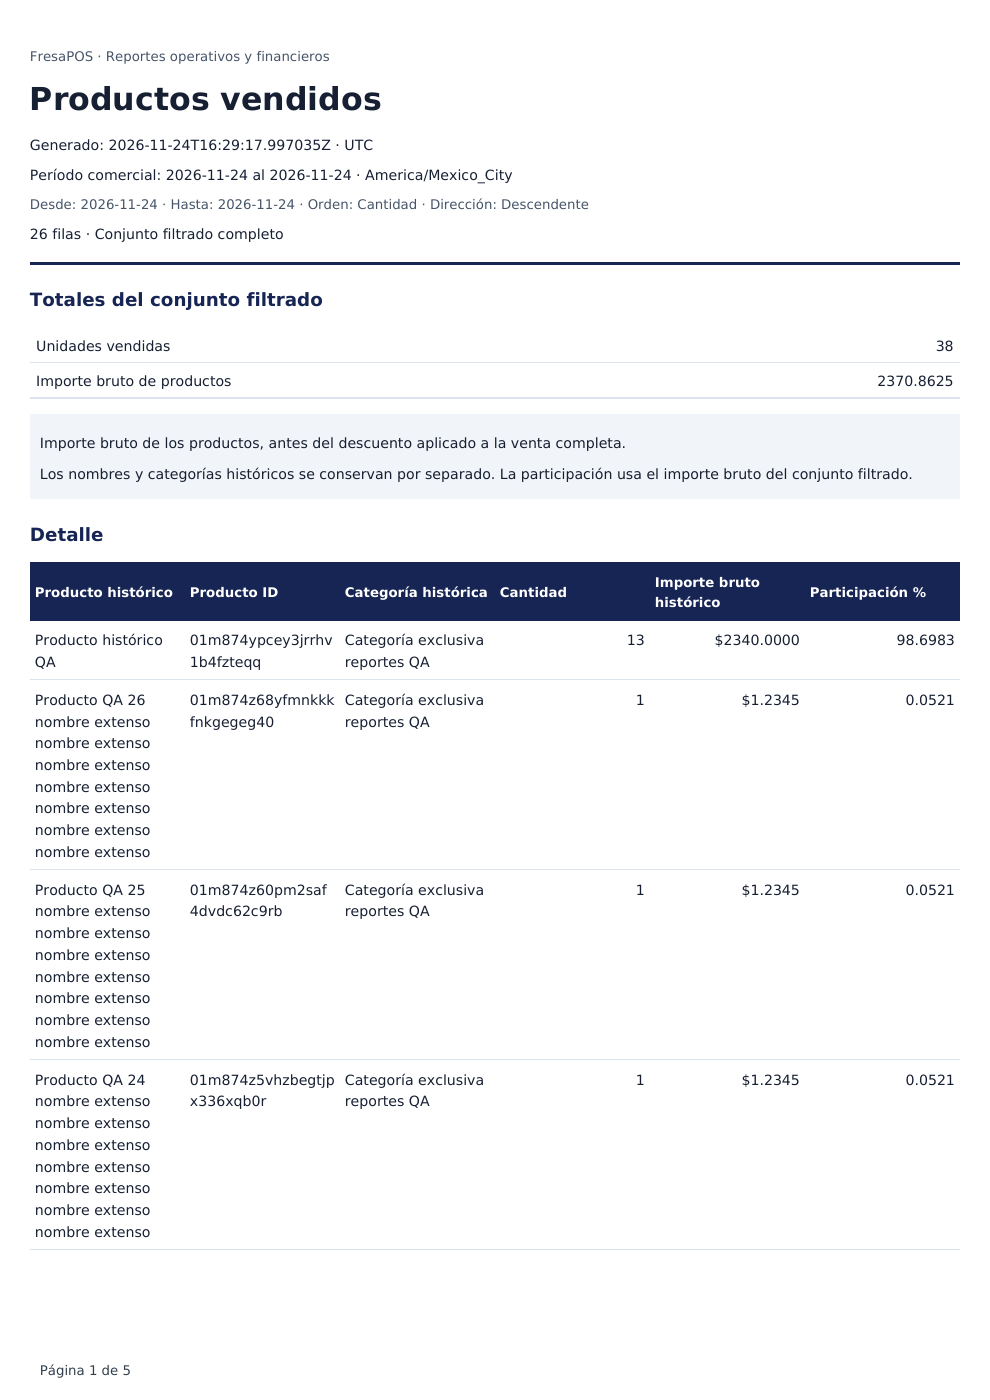 FresaPOS · Reportes operativos y financieros
Productos vendidos
Generado: 2026-11-24T16:29:17.997035Z · UTC
Período comercial: 2026-11-24 al 2026-11-24 · America/Mexico_City
Desde: 2026-11-24 · Hasta: 2026-11-24 · Orden: Cantidad · Dirección: Descendente
26 filas · Conjunto filtrado completo
Totales del conjunto filtrado
Unidades vendidas 38
Importe bruto de productos 2370.8625
Importe bruto de los productos, antes del descuento aplicado a la venta completa.
Los nombres y categorías históricos se conservan por separado. La participación usa el importe bruto del conjunto filtrado.
Detalle
Producto histórico Producto ID Categoría histórica Cantidad Importe bruto histórico Participación %
Producto histórico 01m874ypcey3jrrhv Categoría exclusiva 13 $2340.0000 98.6983
QA 1b4fzteqq reportes QA
Producto QA 26 01m874z68yfmnkkk Categoría exclusiva 1 $1.2345 0.0521
nombre extenso fnkgegeg40 reportes QA
nombre extenso
nombre extenso
nombre extenso
nombre extenso
nombre extenso
nombre extenso
Producto QA 25 01m874z60pm2saf Categoría exclusiva 1 $1.2345 0.0521
nombre extenso 4dvdc62c9rb reportes QA
nombre extenso
nombre extenso
nombre extenso
nombre extenso
nombre extenso
nombre extenso
Producto QA 24 01m874z5vhzbegtjp Categoría exclusiva 1 $1.2345 0.0521
nombre extenso x336xqb0r reportes QA
nombre extenso
nombre extenso
nombre extenso
nombre extenso
nombre extenso
nombre extenso
Página 1 de 5